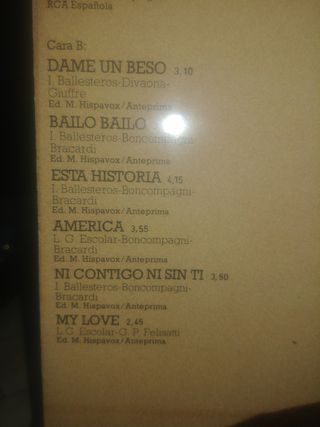 RCA Española
Cara B:
DAME UN BESO 3,10
I. Ballesteros-Divaona-
Giuffre
Ed. M. Hispavox/Anteprima
BAILO BAILO
I. Ballesteros-Boncompagni-
Bracardi
Ed. M. Hispavox/Anteprima
ESTA HISTORIA 4,15
I. Ballesteros-Boncompagni-
Bracardi
Ed. M. Hispavox/Anteprima
AMERICA 3,55
L. G. Escolar-Boncompagni-
Bracardi
Ed. M. Hispavox/Anteprima
NI CONTIGO NI SIN TI 3,50
I. Ballesteros-Boncompagni-
Bracardi
Ed. M. Hispavox/Anteprima
MY LOVE 2,45
L.G. Escolar-G. P. Felisatti
Ed. M. Hispavox/Anteprima